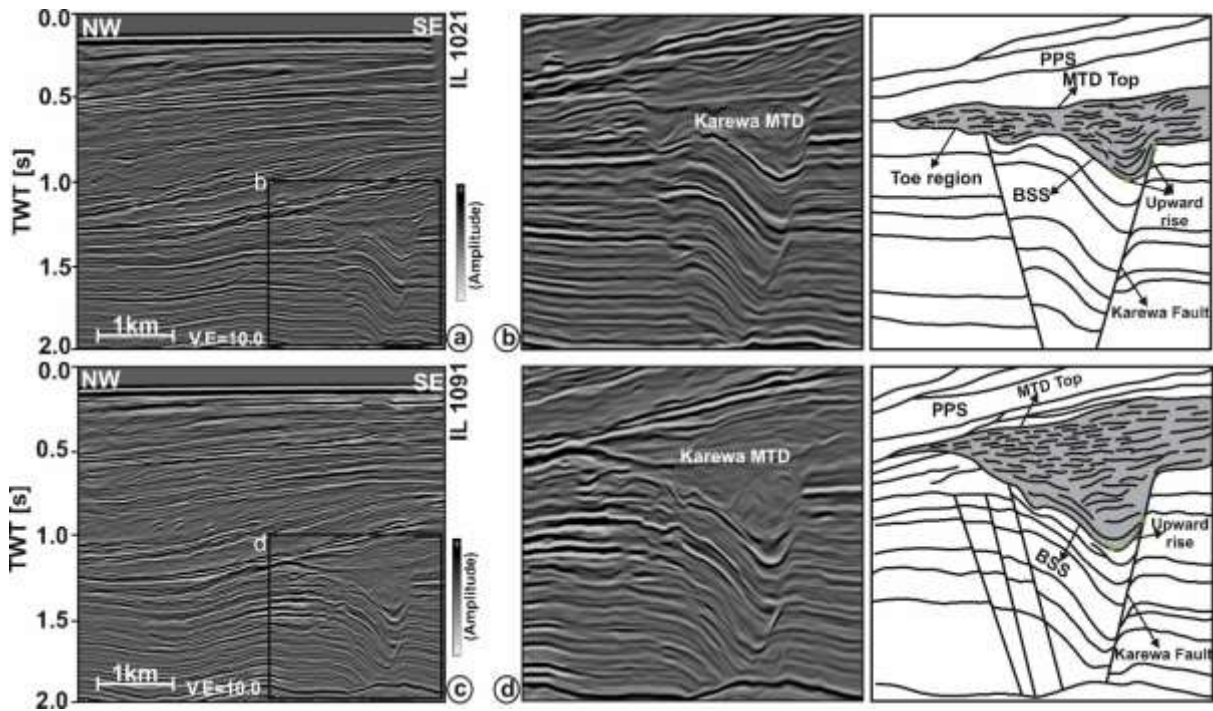 0.0
NW
SE
IL 1021
0.5
1.0
b
TWT [s]
1.5
(Amplitude)
1km
V.E=10.0
2.0
a
Karewa MTD
b
PPS
MTD Top
Toe region
BSS
Upward
rise
Karewa Fault
0.0
NW
SE
IL 1091
0.5
TWT [s]
1.0
d
1.5
(Amplitude)
1km
V.E=10.0
2.0
c
Karewa MTD
d
MTD Top
PPS
Upward
rise
BSS
Karewa Fault